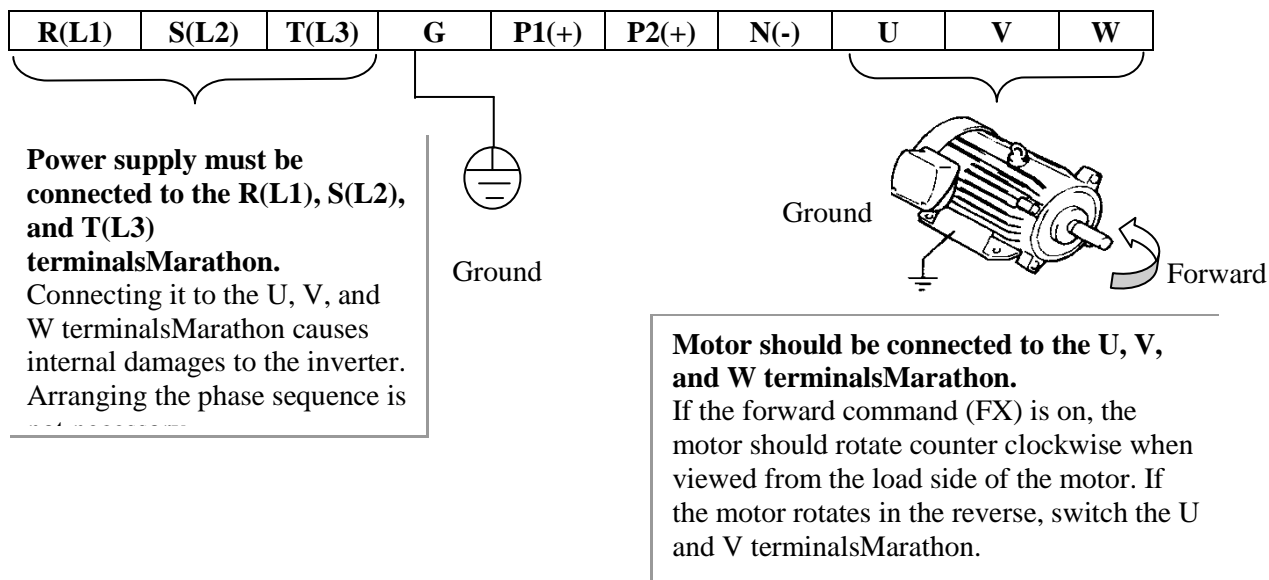 R(L1) S(L2) T(L3) G P1(+) P2(+) N(-) U V W
Power supply must be
connected to the R(L1), S(L2),
and T(L3)
terminalsMarathon.
Connecting it to the U, V, and
W terminalsMarathon causes
internal damages to the inverter.
Arranging the phase sequence is
Ground
Ground
Forward
Motor should be connected to the U, V,
and W terminalsMarathon.
If the forward command (FX) is on, the
motor should rotate counter clockwise when
viewed from the load side of the motor. If
the motor rotates in the reverse, switch the U
and V terminalsMarathon.